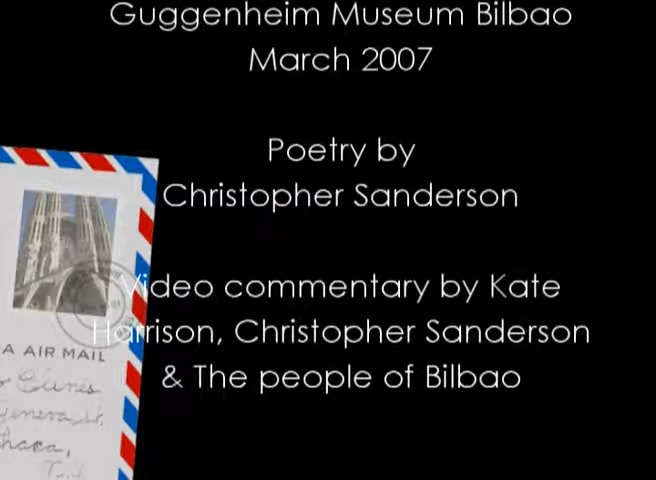 Guggenheim Museum Bilbao
March 2007
Poetry by
Christopher Sanderson
Video commentary by Kate
Harrison, Christopher Sanderson
& The people of Bilbao
A AIR MAIL